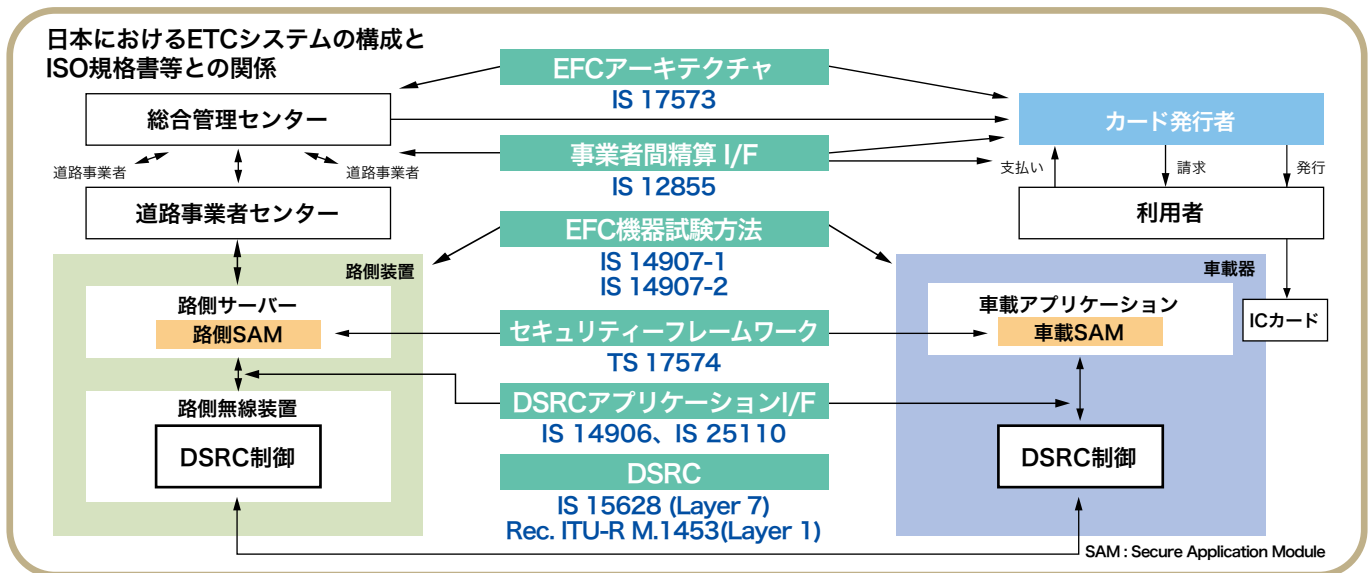 日本におけるETCシステムの構成と
ISO規格書等との関係
EFCアーキテクチャ
IS 17573
総合管理センター
カード発行者
事業者間精算 I/F
IS 12855
道路事業者
道路事業者
支払い
請求
発行
道路事業者センター
利用者
EFC機器試験方法
IS 14907-1
IS 14907-2
路側装置
車載器
路側サーバー
路側SAM
車載アプリケーション
車載SAM
ICカード
セキュリティーフレームワーク
TS 17574
DSRCアプリケーションI/F
IS 14906、IS 25110
路側無線装置
DSRC制御
DSRC制御
DSRC
IS 15628 (Layer 7)
Rec. ITU-R M.1453(Layer 1)
SAM : Secure Application Module